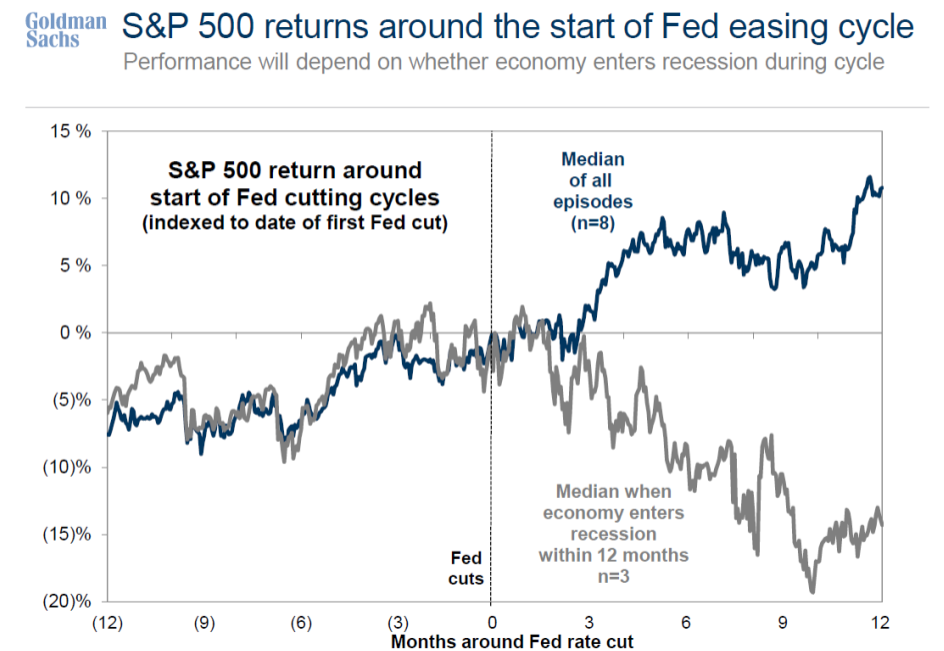 Goldman
Sachs
S&P 500 returns around the start of Fed easing cycle
Performance will depend on whether economy enters recession during cycle
15 %
10 %
5 %
0 %
(5)%
(10)%
(15)%
(20)%
S&P 500 return around
start of Fed cutting cycles
(indexed to date of first Fed cut)
Median
of all
episodes
(n=8)
Median when
economy enters
recession
within 12 months
n=3
Fed
cuts
(12) (9) (6) (3) 0 3 6 9 12
Months around Fed rate cut